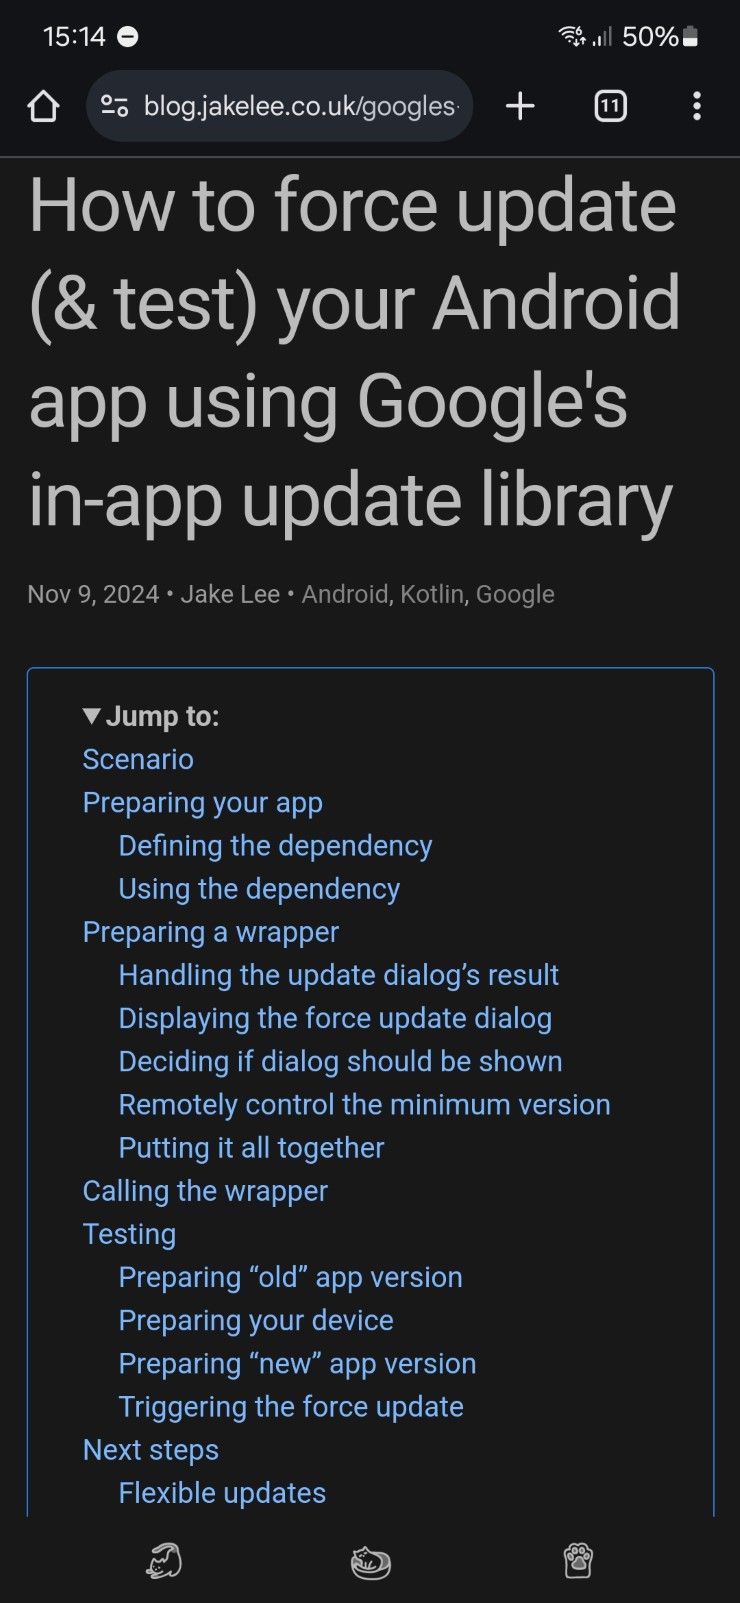 15:14 50%
blog.jakelee.co.uk/googles
11
How to force update
(& test) your Android
app using Google's
in-app update library
Nov 9, 2024 • Jake Lee • Android, Kotlin, Google
▼ Jump to:
Scenario
Preparing your app
Defining the dependency
Using the dependency
Preparing a wrapper
Handling the update dialog’s result
Displaying the force update dialog
Deciding if dialog should be shown
Remotely control the minimum version
Putting it all together
Calling the wrapper
Testing
Preparing “old” app version
Preparing your device
Preparing “new” app version
Triggering the force update
Next steps
Flexible updates